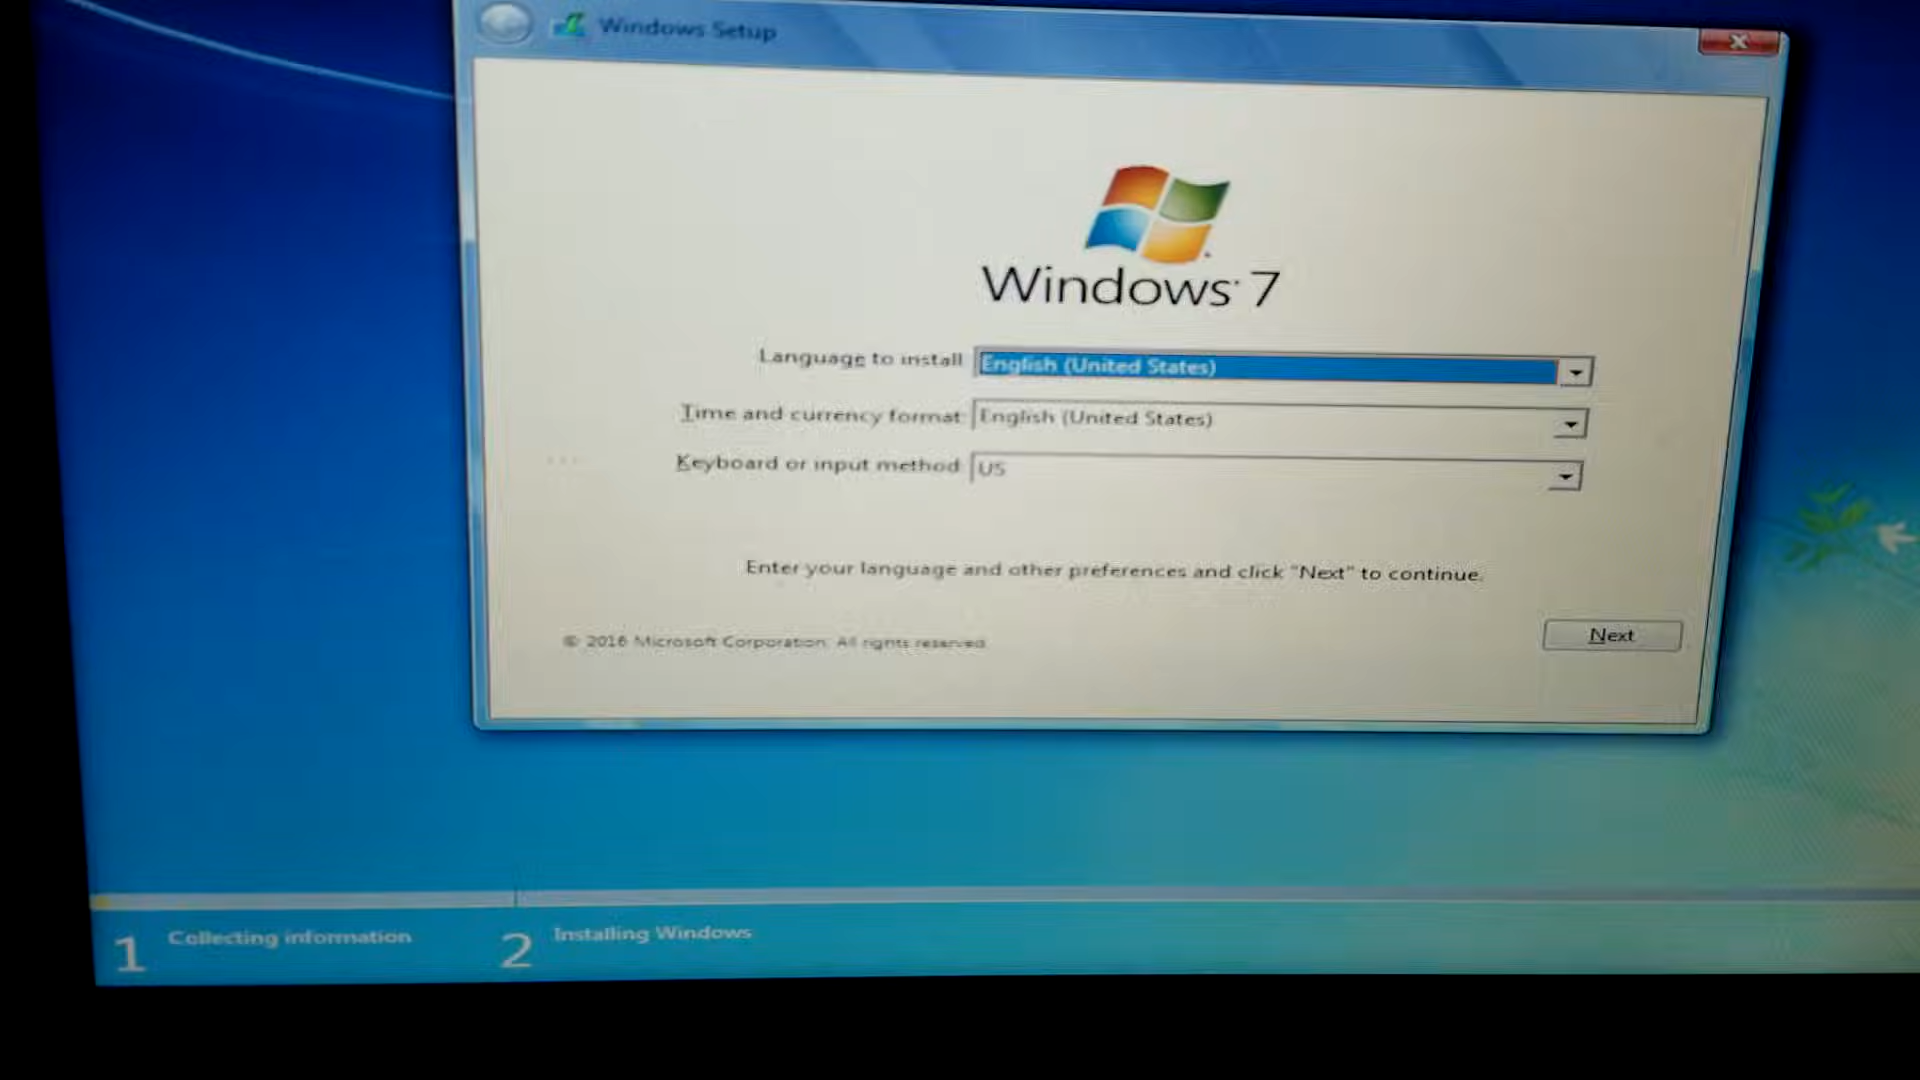 Windows Setup
Windows 7
Language to install English (United States)
Time and currency format: English (United States)
Keyboard or input method: US
Enter your language and other preferences and click "Next" to continue.
© 2016 Microsoft Corporation. All rights reserved.
Next
1 Collecting information 2 Installing Windows